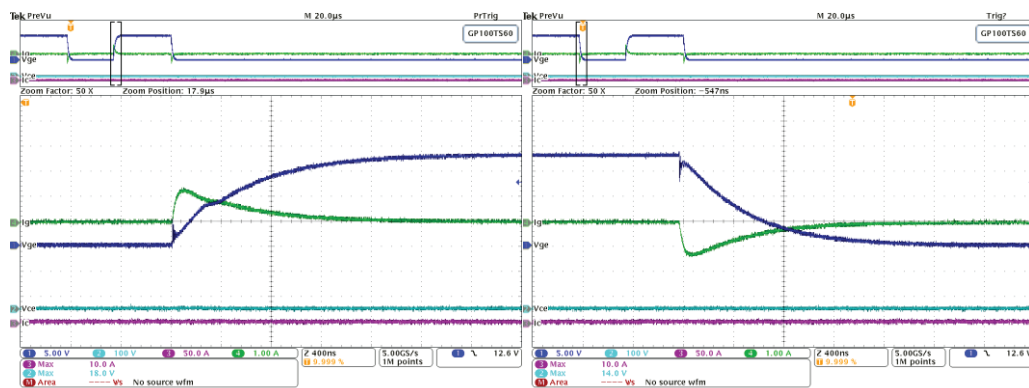 Tek PreVu M 20.0µs PrTrig
GP100TS60
Ig
Vge
Vce
Ic
Zoom Factor: 50 X Zoom Position: 17.9µs
Ig
Vge
Vce
Ic
1 5.00 V 2 100 V 3 50.0 A 4 1.00 A Z 400ns 5.00GS/s 1 12.6 V
T 9.999 % 1M points
3 Max 10.0 A
2 Max 18.0 V
M Area ---- Vs No source wfm
Tek PreVu M 20.0µs Trig?
GP100TS60
Ig
Vge
Vce
Ic
Zoom Factor: 50 X Zoom Position: -547ns
Ig
Vge
Vce
Ic
1 5.00 V 2 100 V 3 50.0 A 4 1.00 A Z 400ns 5.00GS/s 1 12.6 V
T 9.999 % 1M points
3 Max 10.0 A
2 Max 14.0 V
M Area ---- Vs No source wfm